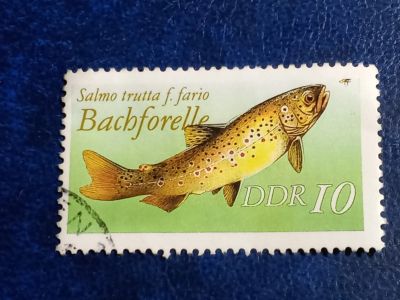 Salmo trutta f. fario
Bachforelle
DDR 10